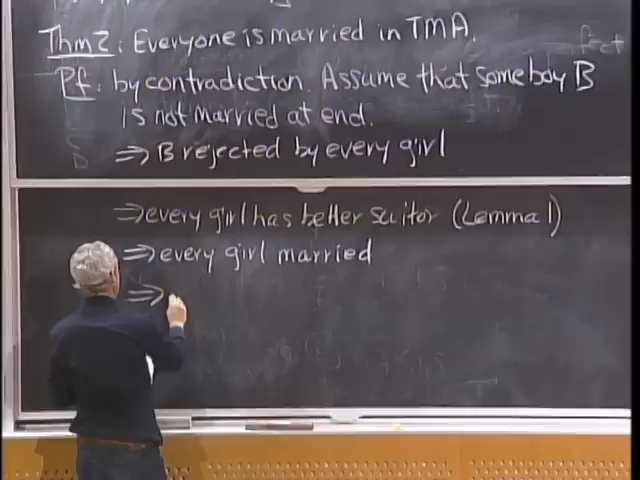 Thm 2: Everyone is married in TMA.
perfect
Pf: by contradiction. Assume that some boy B
is not married at end.
⇒ B rejected by every girl
⇒ every girl has better suitor (Lemma 1)
⇒ every girl married
⇒